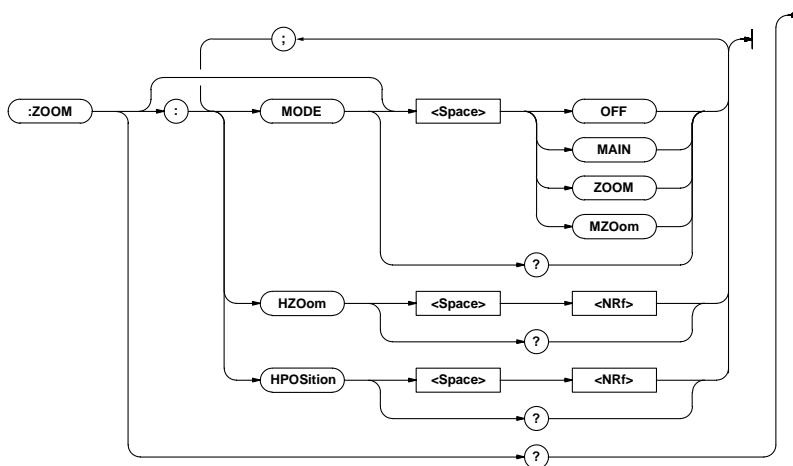 ;
:ZOOM
:
MODE
<Space>
OFF
MAIN
ZOOM
MZOom
?
HZOom
<Space>
<NRf>
?
HPOSition
<Space>
<NRf>
?
?